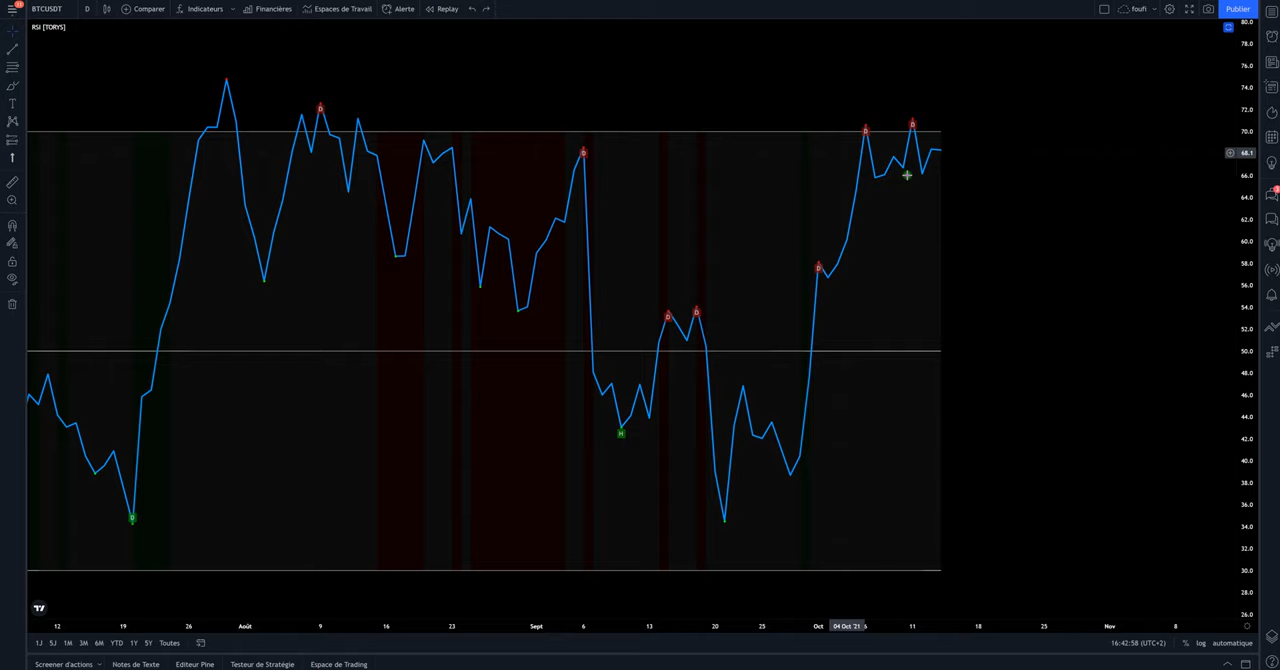 11
BTCUSDT D Comparer Indicateurs Financières Espaces de Travail Alerte Replay foufi Publier
RSI [TORYS]
80.0
78.0
76.0
74.0
D 72.0
D D 70.0
D 68.1
66.0
3
64.0
62.0
60.0
D 58.0
56.0
54.0
D D
52.0
50.0
48.0
46.0
44.0
H 42.0
40.0
38.0
36.0
D 34.0
32.0
30.0
28.0
26.0
12 19 26 Août 9 16 23 Sept 6 13 20 25 Oct 04 Oct '21 6 11 18 25 Nov 8
1J 5J 1M 3M 6M YTD 1Y 5Y Toutes 16:42:58 (UTC+2) % log automatique
Screener d'actions Notes de Texte Editeur Pine Testeur de Stratégie Espace de Trading